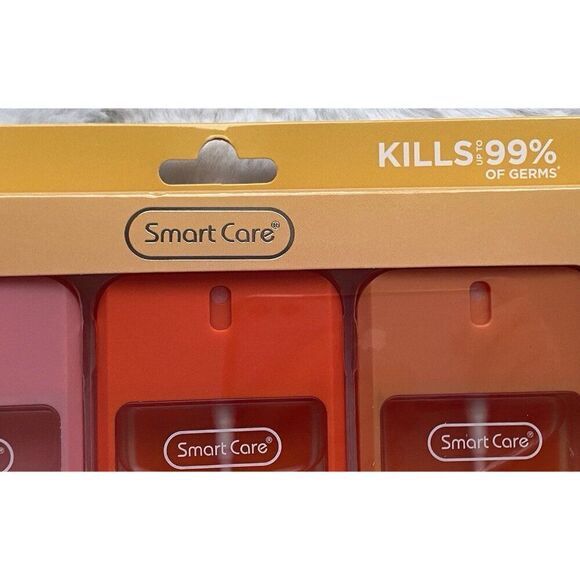 KILLS UP TO 99%
OF GERMS*
Smart Care®
Smart Care®
Smart Care®
®